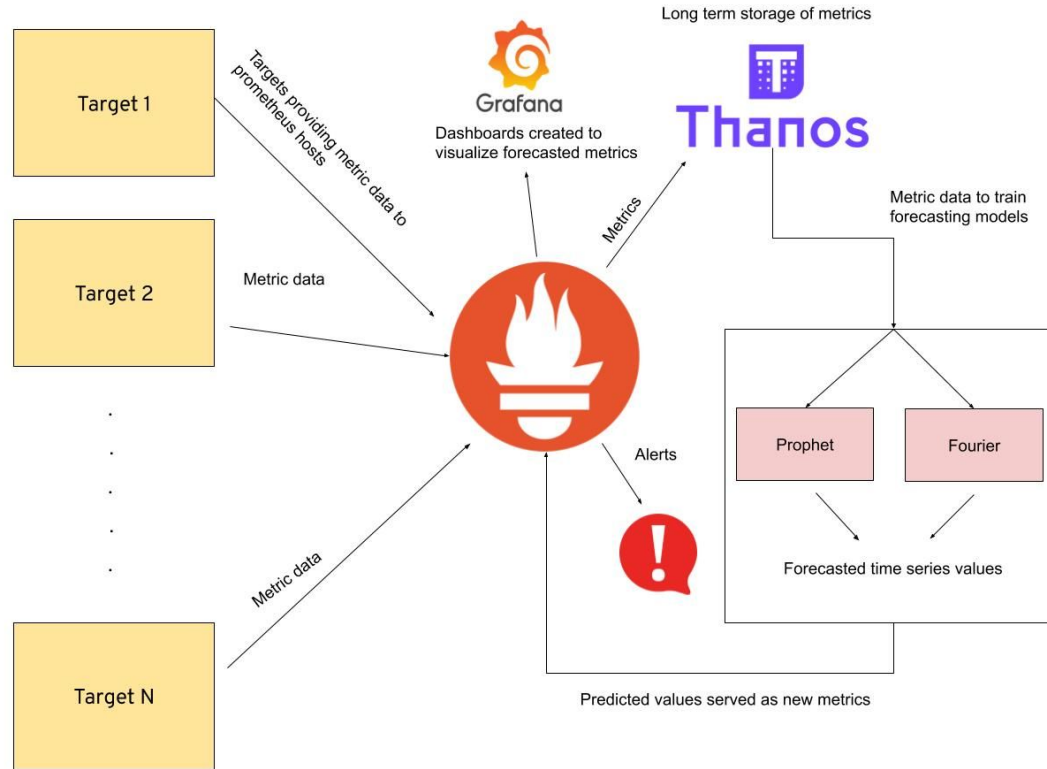 Target 1
Targets providing metric data to
prometheus hosts
Grafana
Dashboards created to
visualize forecasted metrics
Long term storage of metrics
T
Thanos
Metrics
Metric data to train
forecasting models
Target 2
Metric data
Prophet
Fourier
Alerts
!
Forecasted time series values
Metric data
Target N
Predicted values served as new metrics